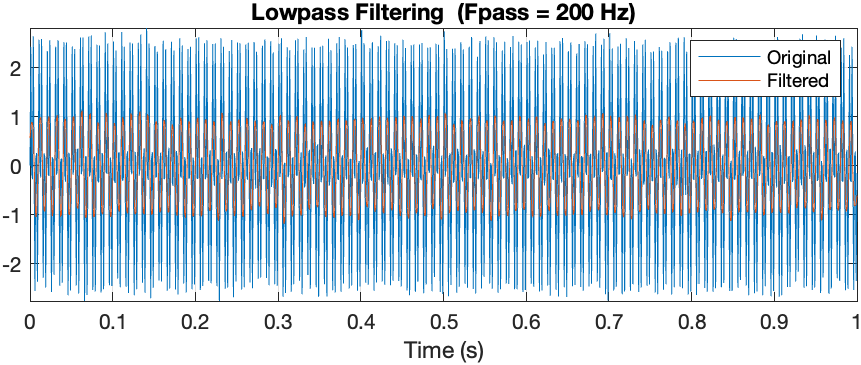 Lowpass Filtering (Fpass = 200 Hz)
Original
Filtered
2
1
0
-1
-2
0 0.1 0.2 0.3 0.4 0.5 0.6 0.7 0.8 0.9 1
Time (s)